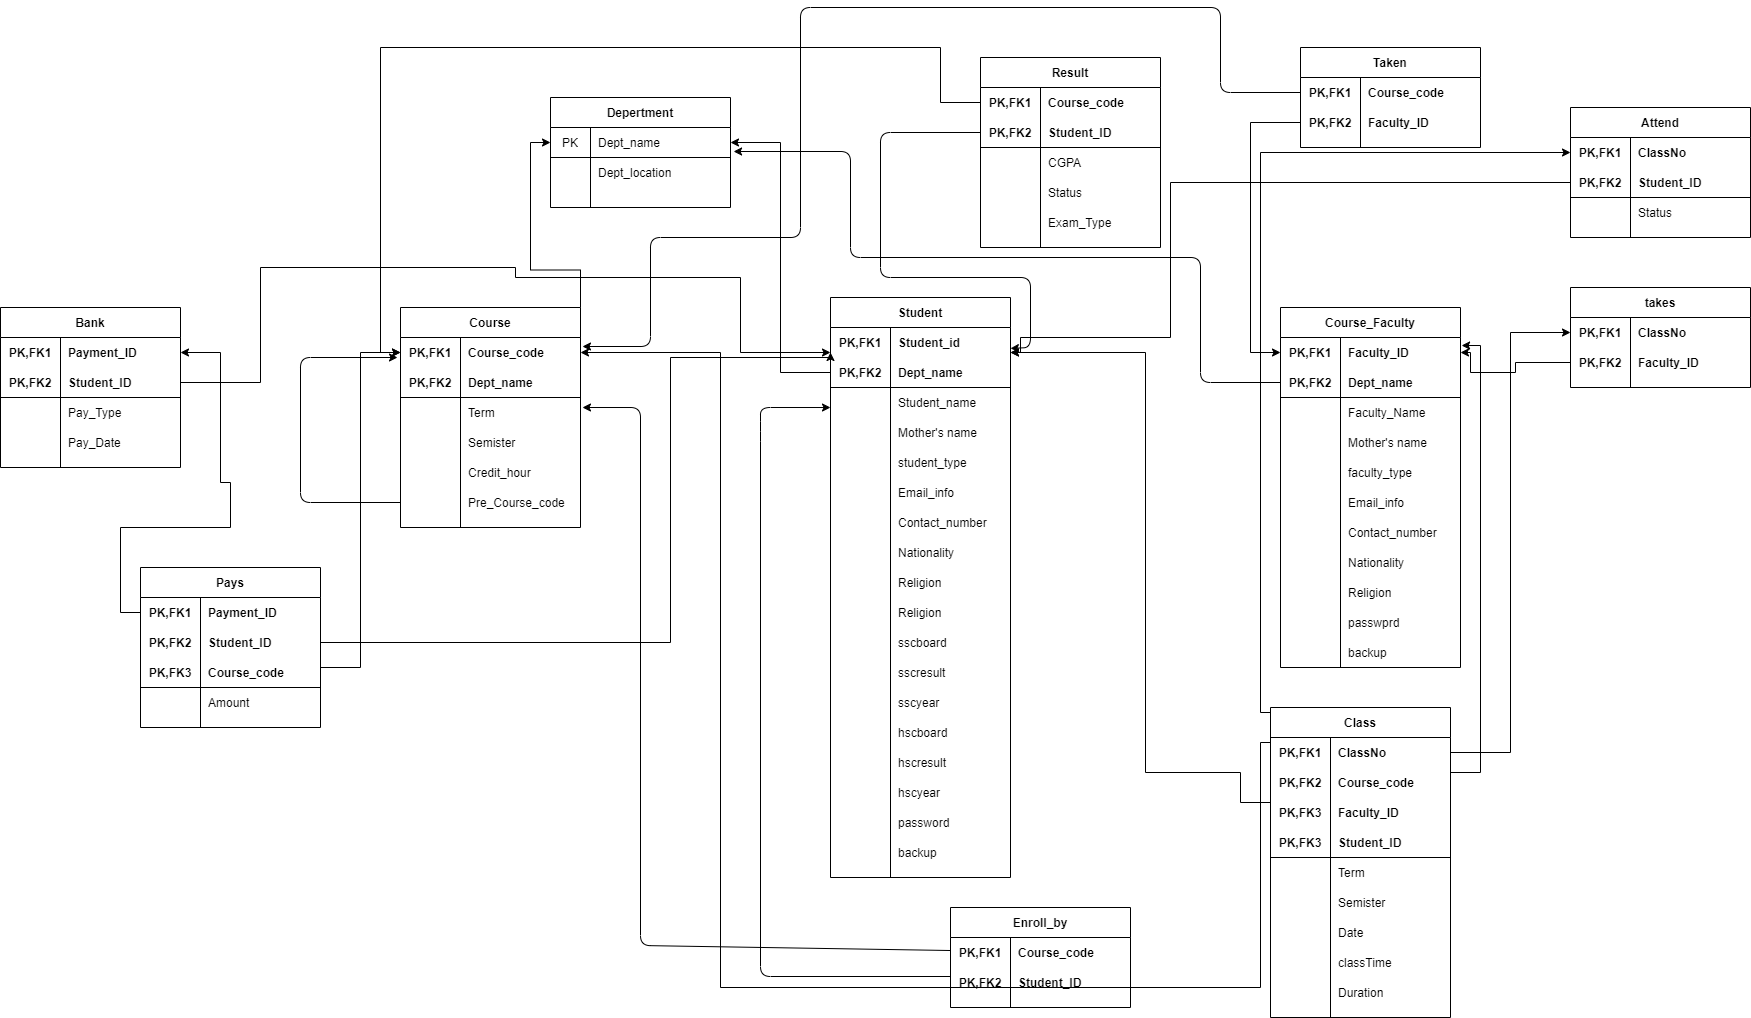 Depertment
PK Dept_name
Dept_location
Result
PK,FK1 Course_code
PK,FK2 Student_ID
CGPA
Status
Exam_Type
Taken
PK,FK1 Course_code
PK,FK2 Faculty_ID
Attend
PK,FK1 ClassNo
PK,FK2 Student_ID
Status
Bank
PK,FK1 Payment_ID
PK,FK2 Student_ID
Pay_Type
Pay_Date
Course
PK,FK1 Course_code
PK,FK2 Dept_name
Term
Semister
Credit_hour
Pre_Course_code
Student
PK,FK1 Student_id
PK,FK2 Dept_name
Student_name
Mother's name
student_type
Email_info
Contact_number
Nationality
Religion
Religion
sscboard
sscresult
sscyear
hscboard
hscresult
hscyear
password
backup
Course_Faculty
PK,FK1 Faculty_ID
PK,FK2 Dept_name
Faculty_Name
Mother's name
faculty_type
Email_info
Contact_number
Nationality
Religion
passwprd
backup
takes
PK,FK1 ClassNo
PK,FK2 Faculty_ID
Pays
PK,FK1 Payment_ID
PK,FK2 Student_ID
PK,FK3 Course_code
Amount
Class
PK,FK1 ClassNo
PK,FK2 Course_code
PK,FK3 Faculty_ID
PK,FK3 Student_ID
Term
Semister
Date
classTime
Duration
Enroll_by
PK,FK1 Course_code
PK,FK2 Student_ID